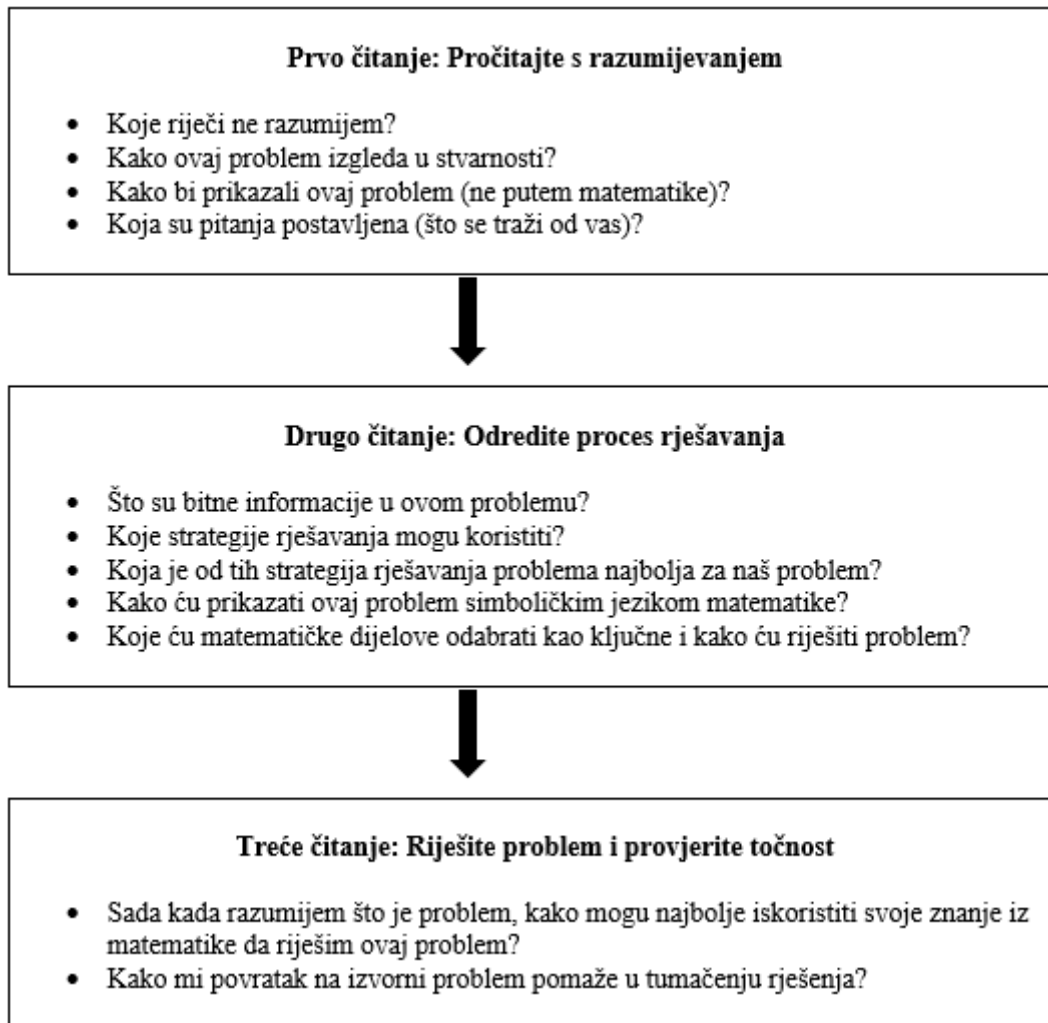 Prvo čitanje: Pročitajte s razumijevanjem
• Koje riječi ne razumijem?
• Kako ovaj problem izgleda u stvarnosti?
• Kako bi prikazali ovaj problem (ne putem matematike)?
• Koja su pitanja postavljena (što se traži od vas)?
Drugo čitanje: Odredite proces rješavanja
• Što su bitne informacije u ovom problemu?
• Koje strategije rješavanja mogu koristiti?
• Koja je od tih strategija rješavanja problema najbolja za naš problem?
• Kako ću prikazati ovaj problem simboličkim jezikom matematike?
• Koje ću matematičke dijelove odabrati kao ključne i kako ću riješiti problem?
Treće čitanje: Riješite problem i provjerite točnost
• Sada kada razumijem što je problem, kako mogu najbolje iskoristiti svoje znanje iz
matematike da riješim ovaj problem?
• Kako mi povratak na izvorni problem pomaže u tumačenju rješenja?